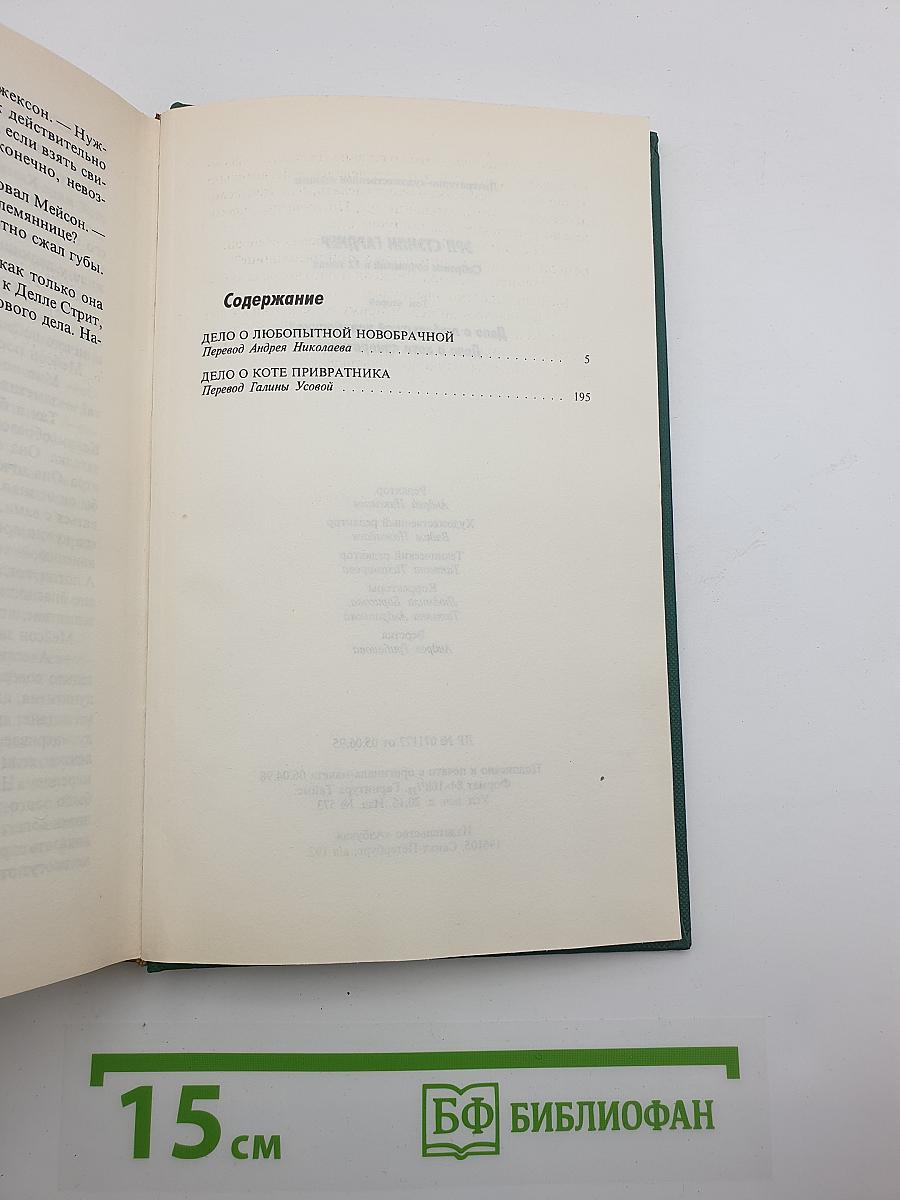 жексон. — Нуж-
к действительно
если взять сви-
конечно, невоз-
овал Мейсон. —
лемяннице?
тно сжал губы.
как только она
к Делле Стрит,
ового дела. На-
Содержание
ДЕЛО О ЛЮБОПЫТНОЙ НОВОБРАЧНОЙ
Перевод Андрея Николаева . . . . . . . . . . . . . . . . . . . . . . . 5
ДЕЛО О КОТЕ ПРИВРАТНИКА
Перевод Галины Усовой . . . . . . . . . . . . . . . . . . . . . . . . . 195
15 см
БФ БИБЛИОФАН